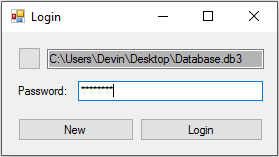 Login
C:\Users\Devin\Desktop\Database.db3
Password: ********
New Login